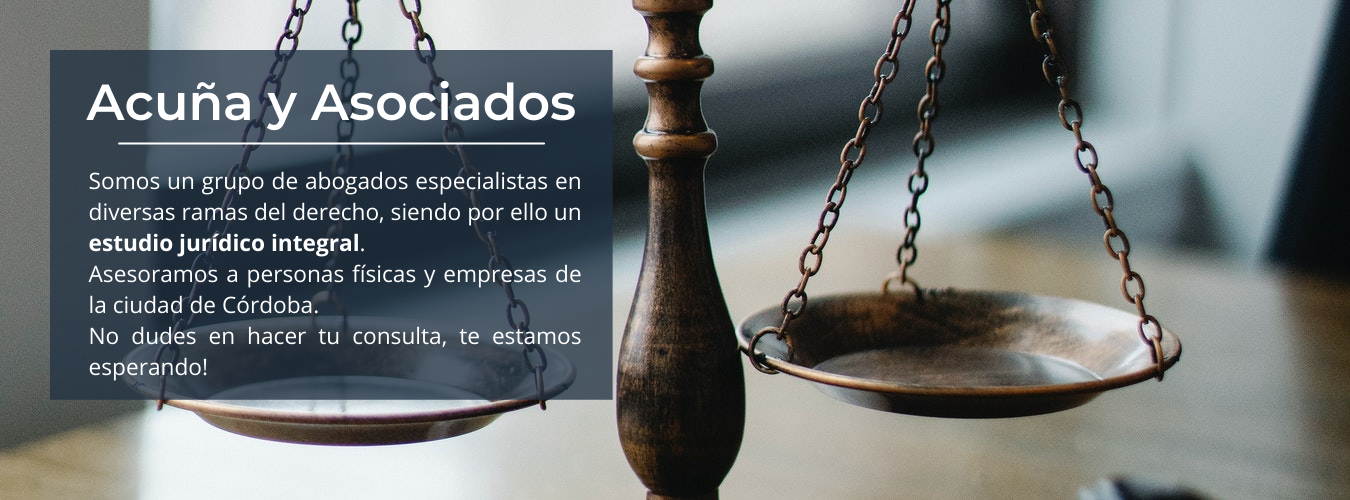 Acuña y Asociados
Somos un grupo de abogados especialistas en
diversas ramas del derecho, siendo por ello un
estudio jurídico integral.
Asesoramos a personas físicas y empresas de
la ciudad de Córdoba.
No dudes en hacer tu consulta, te estamos
esperando!